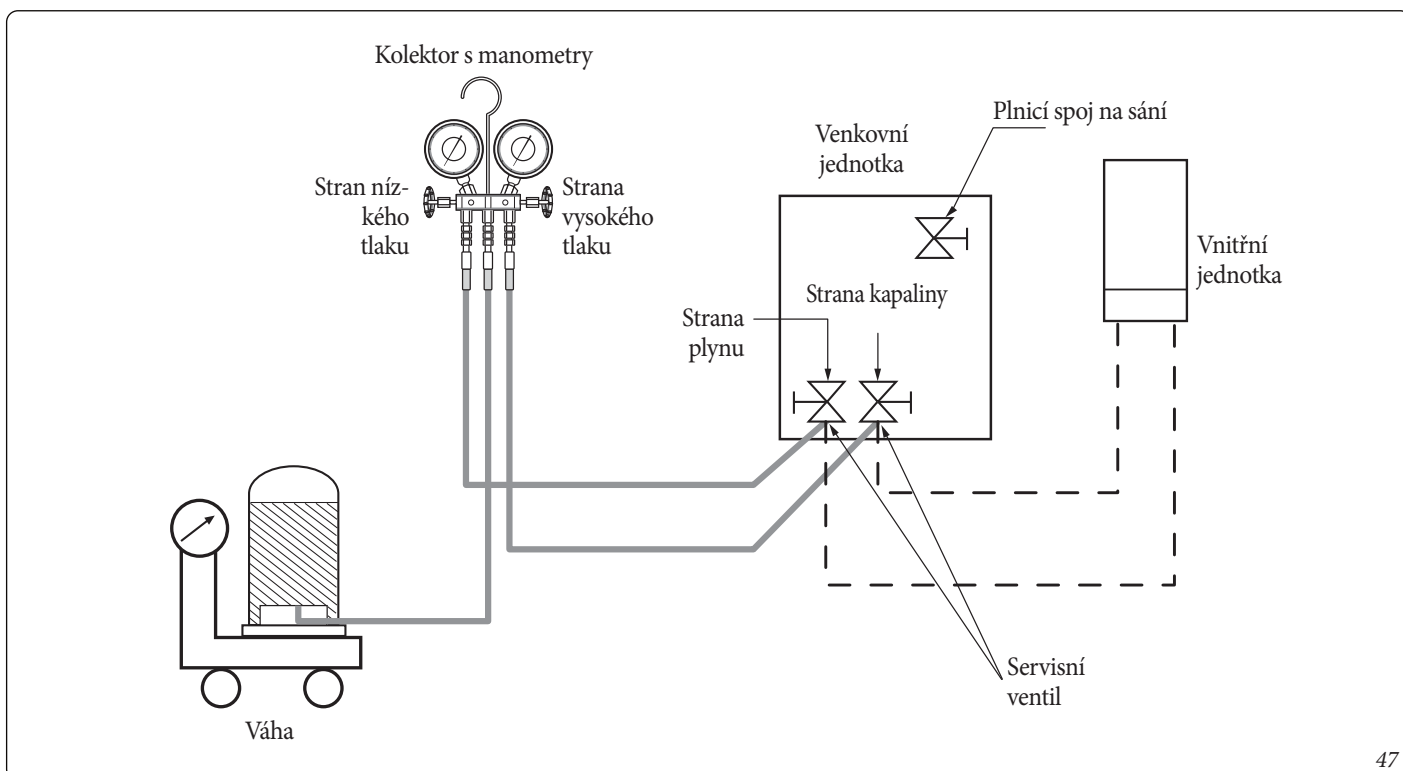 Kolektor s manometry
Plnicí spoj na sání
Venkovní
jednotka
Stran níz-
kého
tlaku
Strana
vysokého
tlaku
Vnitřní
jednotka
Strana kapaliny
Strana
plynu
Servisní
ventil
Váha
47